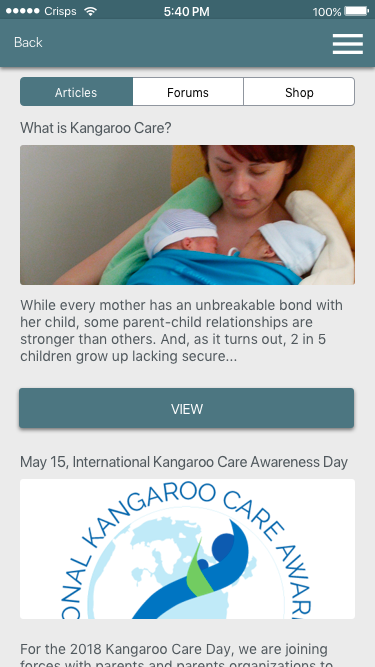 Crisps 5:40 PM 100%
Back
Articles Forums Shop
What is Kangaroo Care?
While every mother has an unbreakable bond with
her child, some parent-child relationships are
stronger than others. And, as it turns out, 2 in 5
children grow up lacking secure...
VIEW
May 15, International Kangaroo Care Awareness Day
ONAL KANGAROO CARE AWAR
For the 2018 Kangaroo Care Day, we are joining
forces with parents and parents organizations to